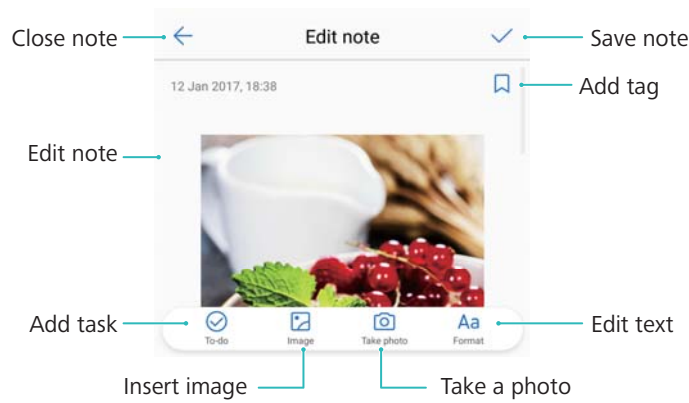 Close note
Edit note
Save note
12 Jan 2017, 18:38
Add tag
Edit note
Add task
To-do
Image
Take photo
Aa
Format
Edit text
Insert image
Take a photo